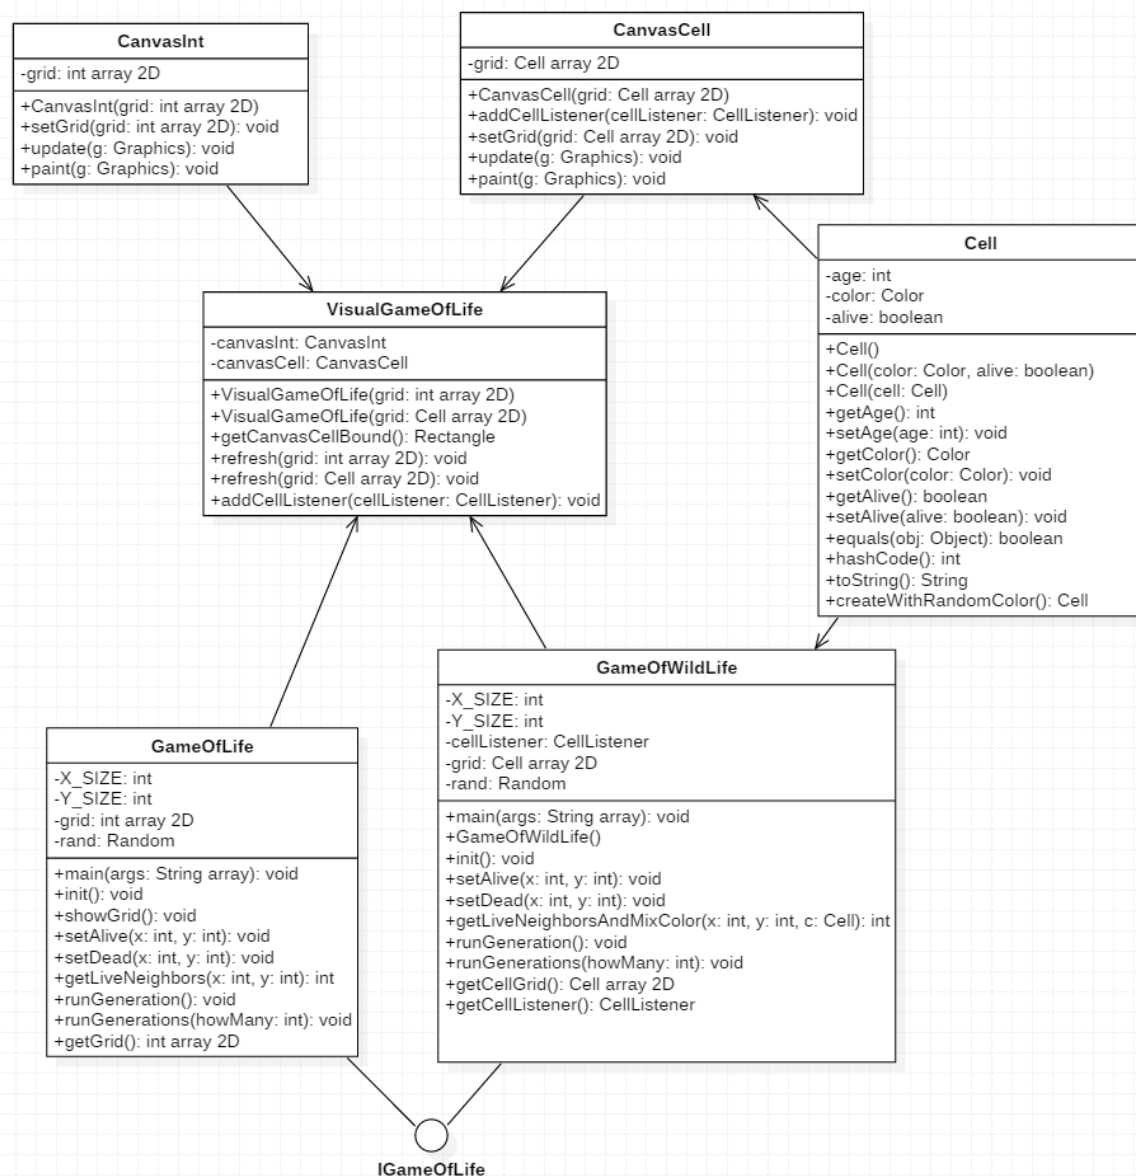 CanvasInt
-grid: int array 2D
+CanvasInt(grid: int array 2D)
+setGrid(grid: int array 2D): void
+update(g: Graphics): void
+paint(g: Graphics): void
CanvasCell
-grid: Cell array 2D
+CanvasCell(grid: Cell array 2D)
+addCellListener(cellListener: CellListener): void
+setGrid(grid: Cell array 2D): void
+update(g: Graphics): void
+paint(g: Graphics): void
Cell
-age: int
-color: Color
-alive: boolean
+Cell()
+Cell(color: Color, alive: boolean)
+Cell(cell: Cell)
+getAge(): int
+setAge(age: int): void
+getColor(): Color
+setColor(color: Color): void
+getAlive(): boolean
+setAlive(alive: boolean): void
+equals(obj: Object): boolean
+hashCode(): int
+toString(): String
+createWithRandomColor(): Cell
VisualGameOfLife
-canvasInt: CanvasInt
-canvasCell: CanvasCell
+VisualGameOfLife(grid: int array 2D)
+VisualGameOfLife(grid: Cell array 2D)
+getCanvasCellBound(): Rectangle
+refresh(grid: int array 2D): void
+refresh(grid: Cell array 2D): void
+addCellListener(cellListener: CellListener): void
GameOfWildLife
-X_SIZE: int
-Y_SIZE: int
-cellListener: CellListener
-grid: Cell array 2D
-rand: Random
+main(args: String array): void
+GameOfWildLife()
+init(): void
+setAlive(x: int, y: int): void
+setDead(x: int, y: int): void
+getLiveNeighborsAndMixColor(x: int, y: int, c: Cell): int
+runGeneration(): void
+runGenerations(howMany: int): void
+getCellGrid(): Cell array 2D
+getCellListener(): CellListener
GameOfLife
-X_SIZE: int
-Y_SIZE: int
-grid: int array 2D
-rand: Random
+main(args: String array): void
+init(): void
+showGrid(): void
+setAlive(x: int, y: int): void
+setDead(x: int, y: int): void
+getLiveNeighbors(x: int, y: int): int
+runGeneration(): void
+runGenerations(howMany: int): void
+getGrid(): int array 2D
IGameOfLife